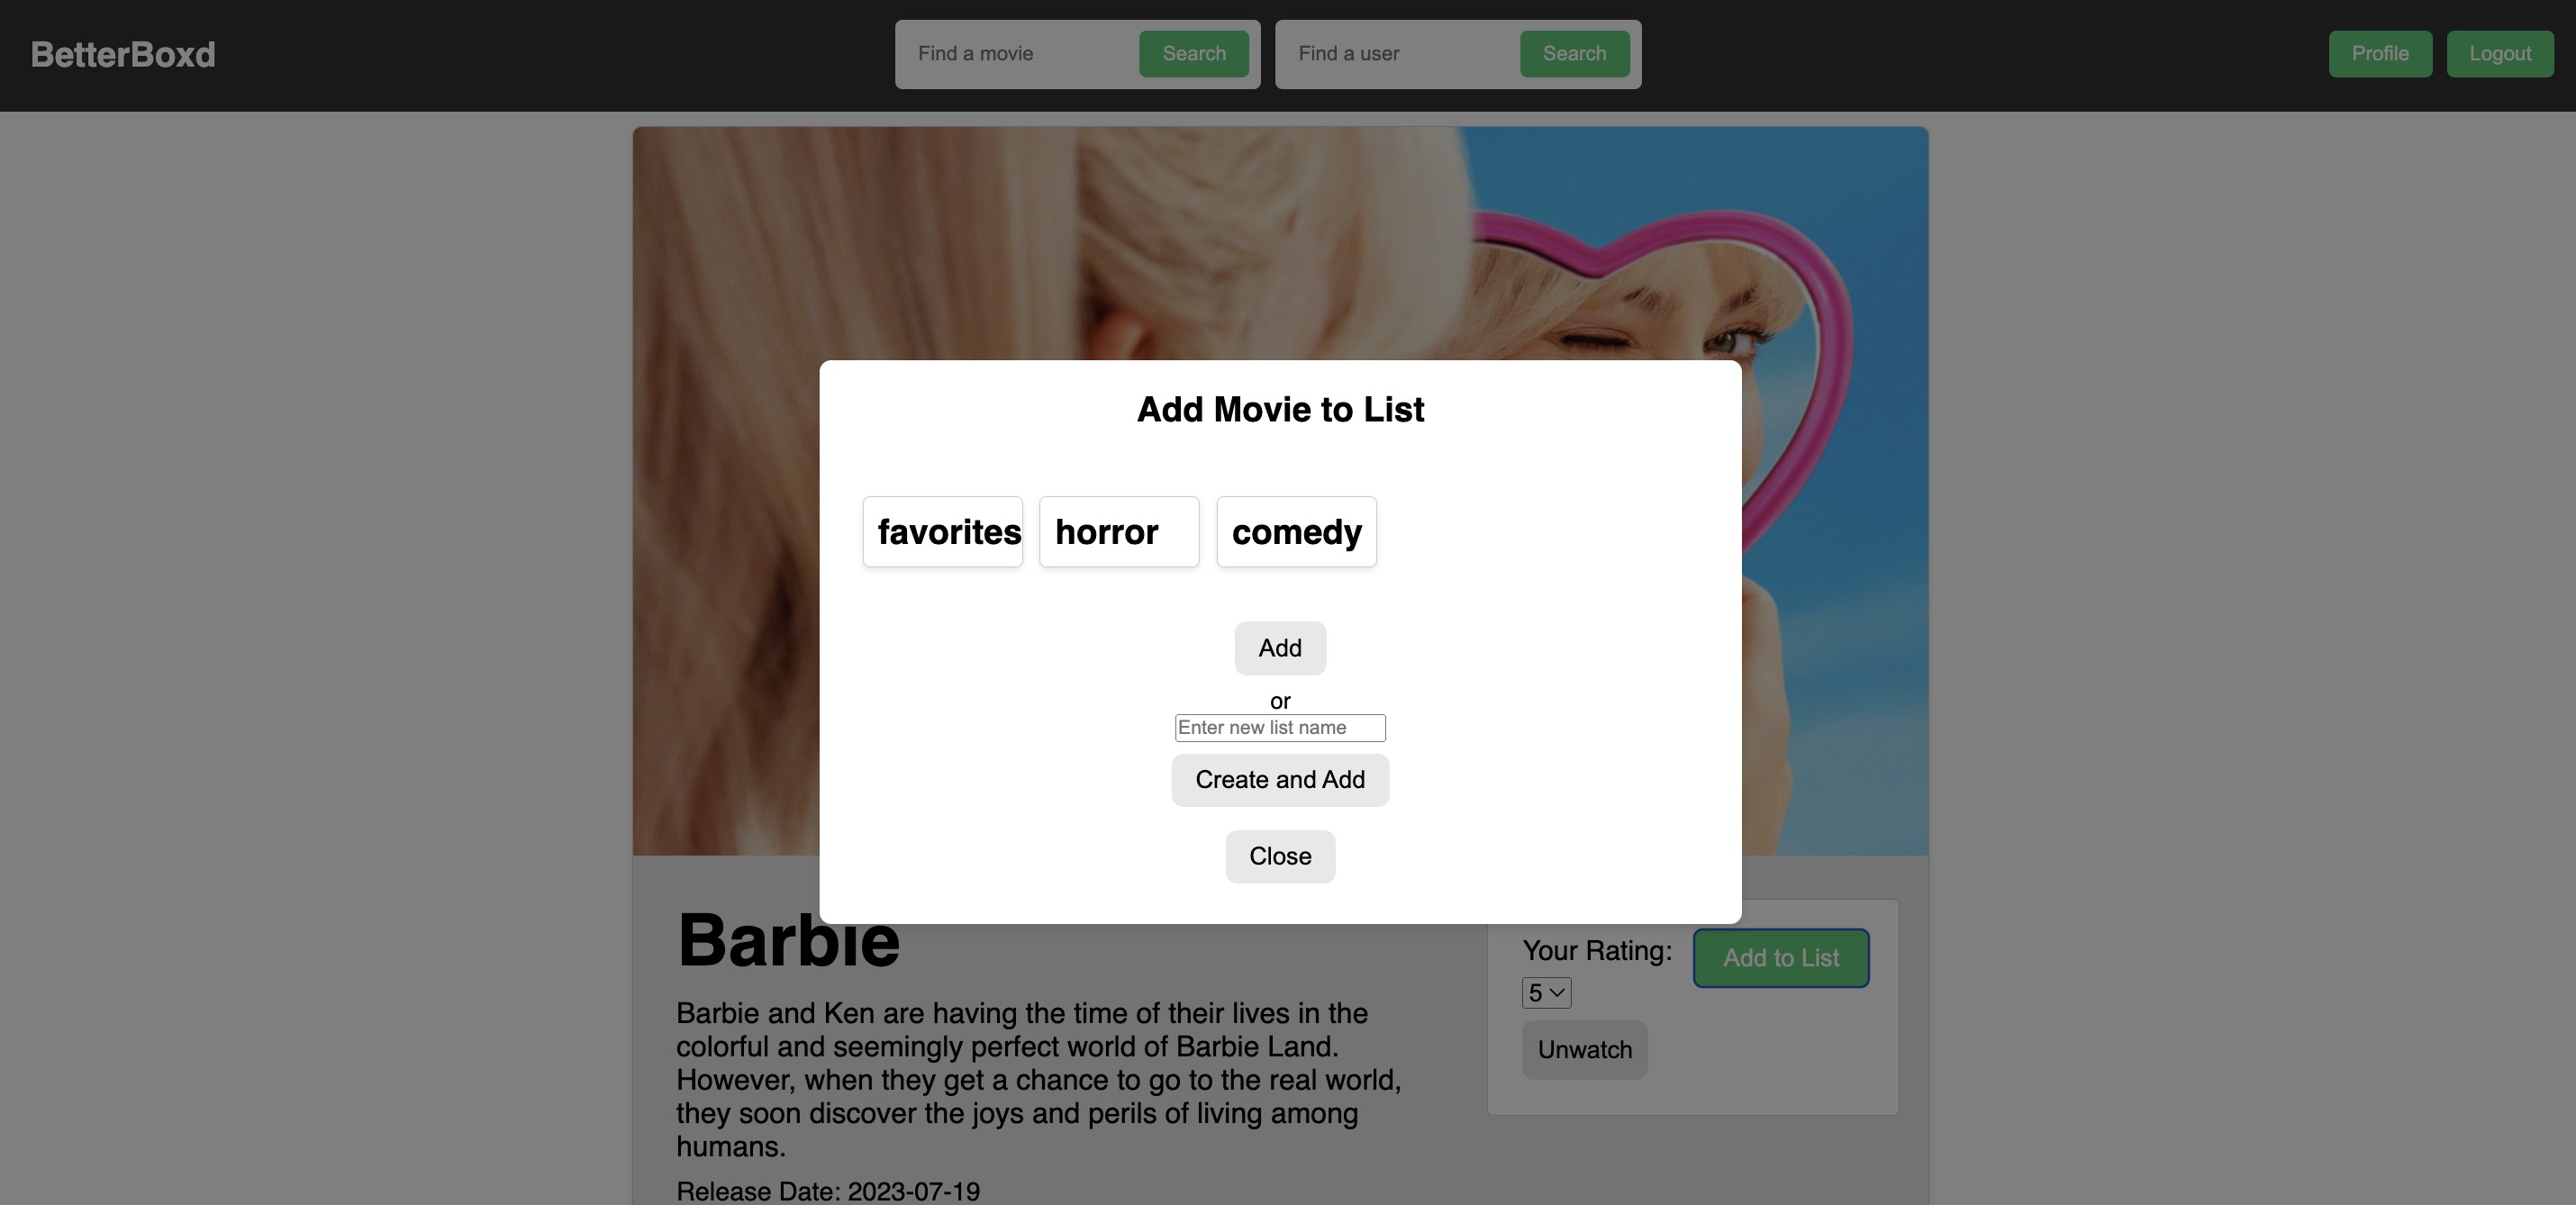 BetterBoxd
Find a movie
Search
Find a user
Search
Profile
Logout
Add Movie to List
favorites
horror
comedy
Add
or
Enter new list name
Create and Add
Close
Barbie
Barbie and Ken are having the time of their lives in the
colorful and seemingly perfect world of Barbie Land.
However, when they get a chance to go to the real world,
they soon discover the joys and perils of living among
humans.
Release Date: 2023-07-19
Your Rating:
Add to List
5
Unwatch